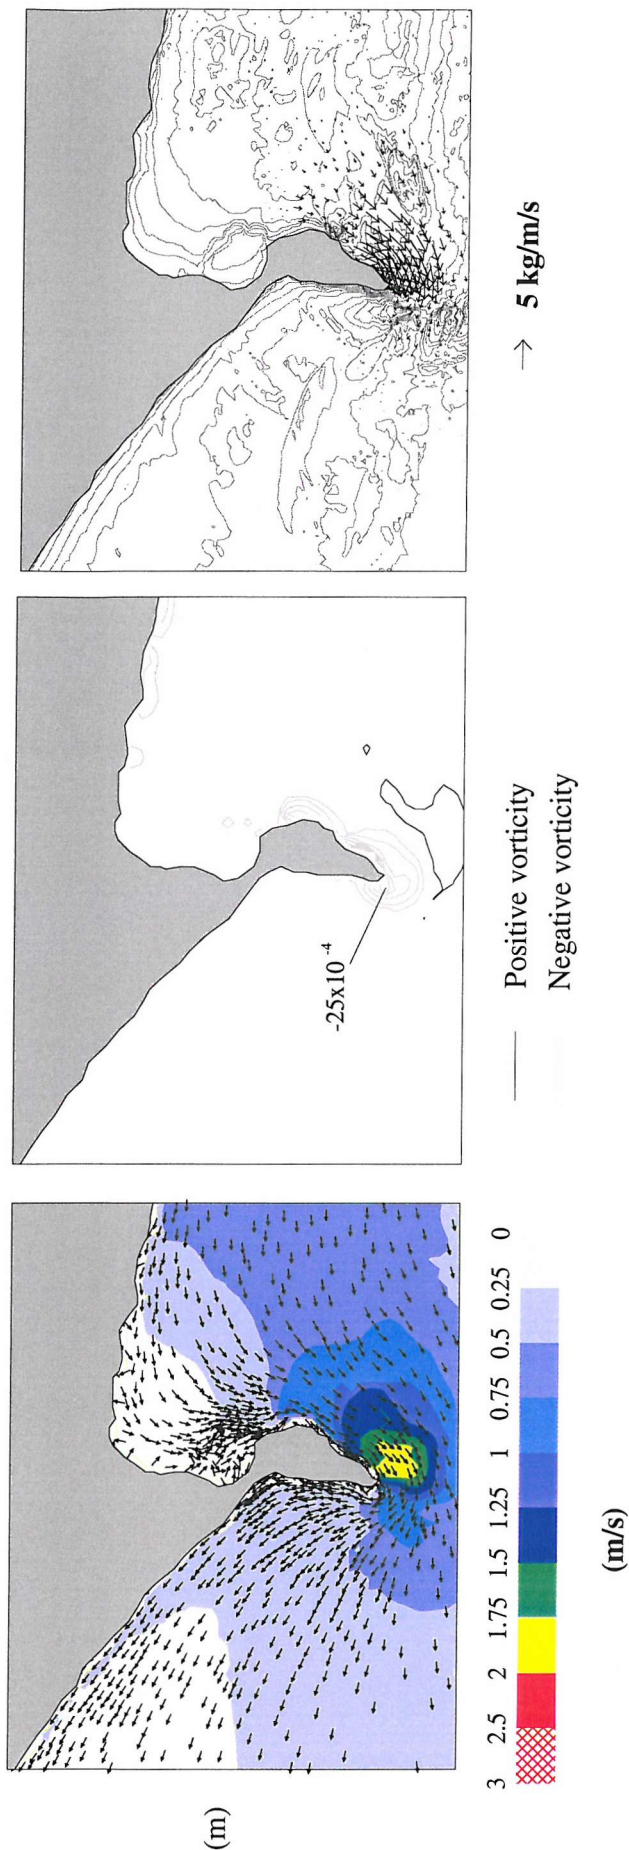 5 kg/m/s
-25x10⁻⁴
Positive vorticity
Negative vorticity
(m)
3 2.5 2 1.75 1.5 1.25 1 0.75 0.5 0.25 0
(m/s)